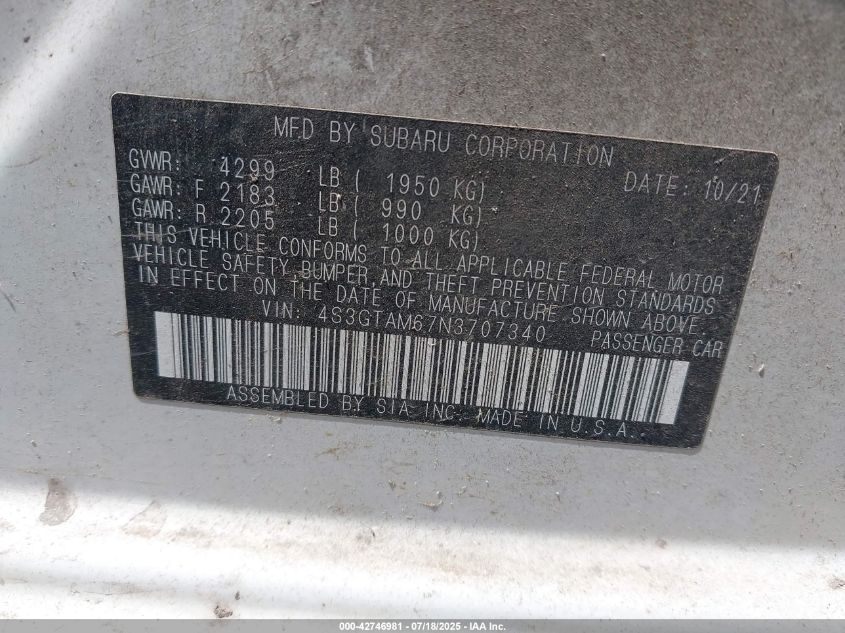 MFD BY SUBARU CORPORATION
GVWR: 4299 LB ( 1950 KG) DATE: 10/21
GAWR: F 2183 LB ( 990 KG)
GAWR: R 2205 LB ( 1000 KG)
THIS VEHICLE CONFORMS TO ALL APPLICABLE FEDERAL MOTOR
VEHICLE SAFETY, BUMPER, AND THEFT PREVENTION STANDARDS
IN EFFECT ON THE DATE OF MANUFACTURE SHOWN ABOVE.
VIN: 4S3GTAM67N3707340 PASSENGER CAR
ASSEMBLED BY SIA INC. MADE IN U.S.A.
000-42746981 / 07/18/2025 - IAA Inc.